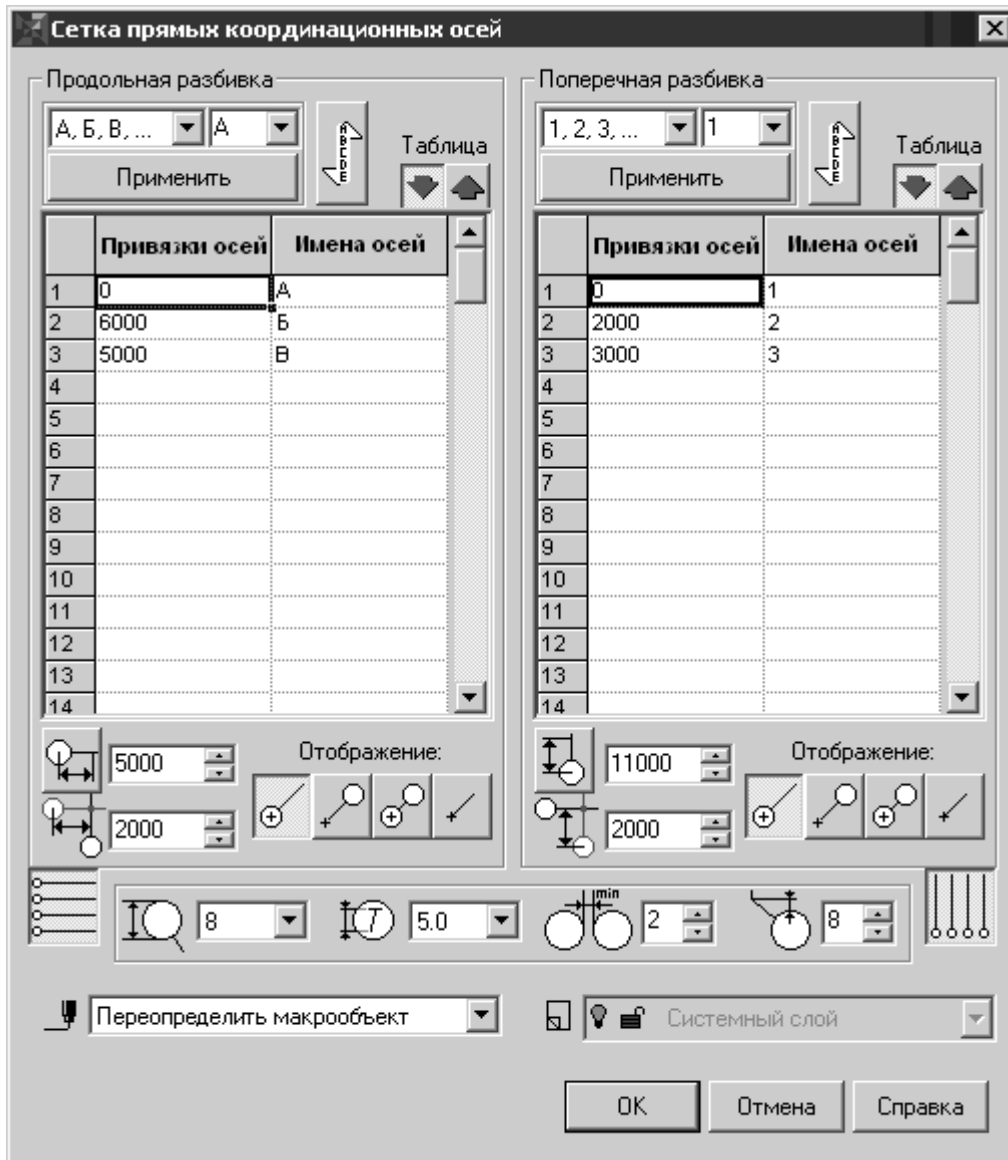 Сетка прямых координационных осей
Продольная разбивка
А, Б, В, ... А
Применить
A B C D E
Таблица
Привязки осей Имена осей
1 0 А
2 6000 Б
3 5000 В
4
5
6
7
8
9
10
11
12
13
14
5000
2000
Отображение:
Поперечная разбивка
1, 2, 3, ... 1
Применить
A B C D E
Таблица
Привязки осей Имена осей
1 0 1
2 2000 2
3 3000 3
4
5
6
7
8
9
10
11
12
13
14
11000
2000
Отображение:
8
T 5.0
min 2
8
Переопределить макрообъект
Системный слой
OK Отмена Справка